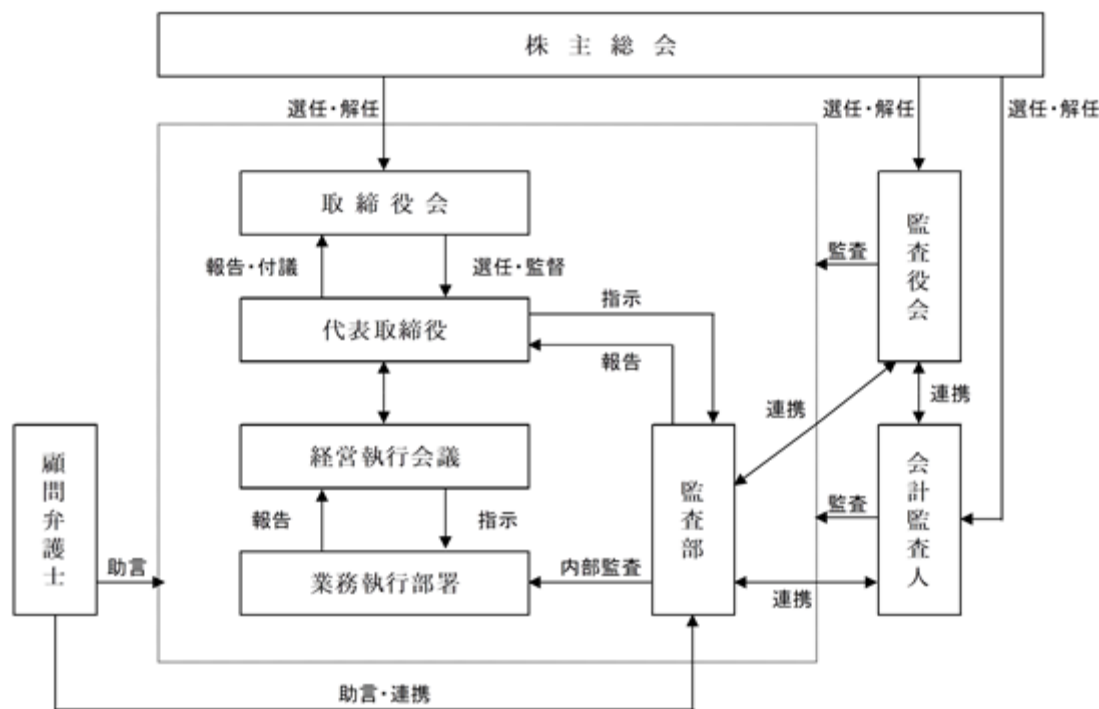 株主総会
選任・解任
選任・解任
選任・解任
取締役会
監査役会
監査
報告・付議
選任・監督
指示
代表取締役
報告
連携
連携
経営執行会議
監査部
会計監査人
顧問弁護士
報告
指示
監査
助言
業務執行部署
内部監査
連携
助言・連携